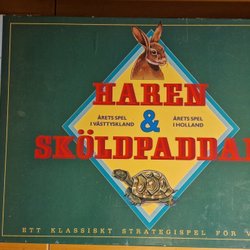 HAREN
ÅRETS SPEL
I VÄSTTYSKLAND
ÅRETS SPEL
I HOLLAND
&
SKÖLDPADDAN
ETT KLASSISKT STRATEGISPEL FÖR